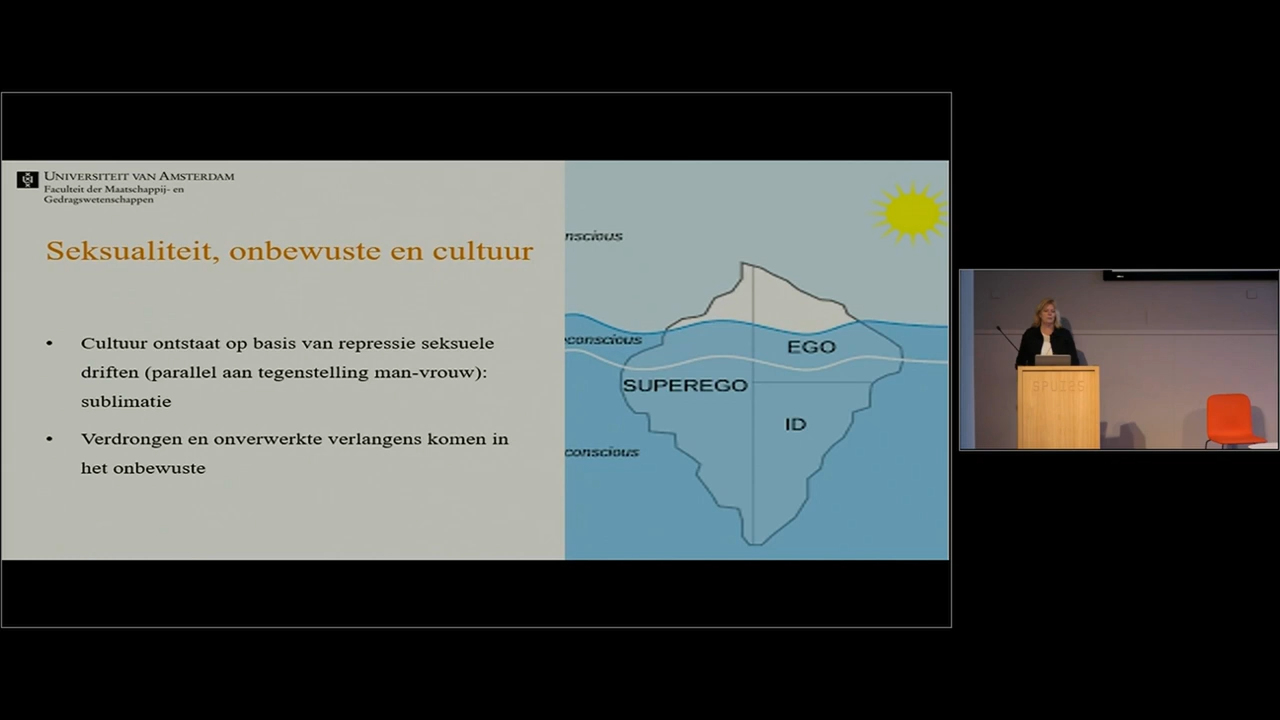 UNIVERSITEIT VAN AMSTERDAM
Faculteit der Maatschappij- en
Gedragswetenschappen
Seksualiteit, onbewuste en cultuur
• Cultuur ontstaat op basis van repressie seksuele
driften (parallel aan tegenstelling man-vrouw):
sublimatie
• Verdrongen en onverwerkte verlangens komen in
het onbewuste
nscious
econscious
conscious
EGO
SUPEREGO
ID
SPUI25